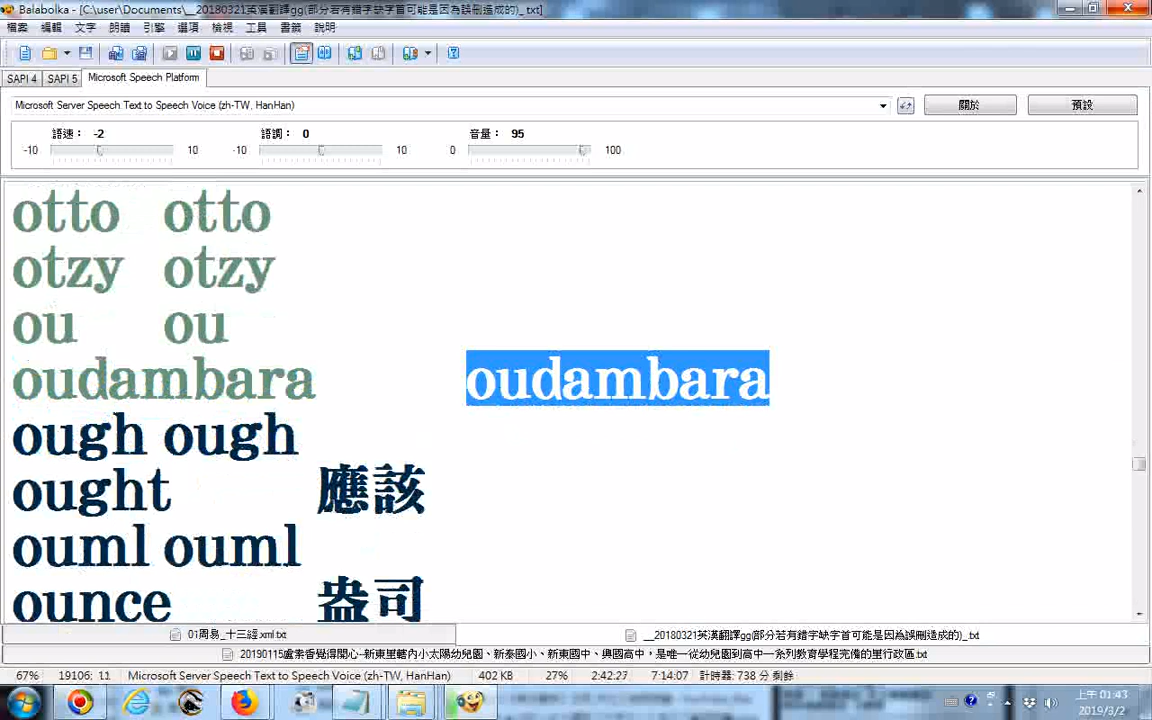 Balabolka - [C:\user\Documents\__20180321英漢翻譯gg(部分若有錯字缺字首可能是因為誤刪造成的)_.txt]
檔案 編輯 文字 朗讀 引擎 選項 檢視 工具 書籤 說明
SAPI 4 SAPI 5 Microsoft Speech Platform
Microsoft Server Speech Text to Speech Voice (zh-TW, HanHan) 關於 預設
語速： -2 語調： 0 音量： 95
-10 10 -10 10 0 100
otto otto
otzy otzy
ou ou
oudambara oudambara
ough ough
ought 應該
ouml ouml
ounce 盎司
01周易_十三經.xml.txt __20180321英漢翻譯gg(部分若有錯字缺字首可能是因為誤刪造成的)_.txt
20190115盧素香覺得開心--新東里轄內小太陽幼兒園、新泰國小、新東國中、興國高中，是唯一從幼兒園到高中一系列教育學程完備的里行政區.txt
67% 19106: 11 Microsoft Server Speech Text to Speech Voice (zh-TW, HanHan) 402 KB 27% 2:42:27 7:14:07 計時器: 738 分 剩餘
上午 01:43
2019/3/2